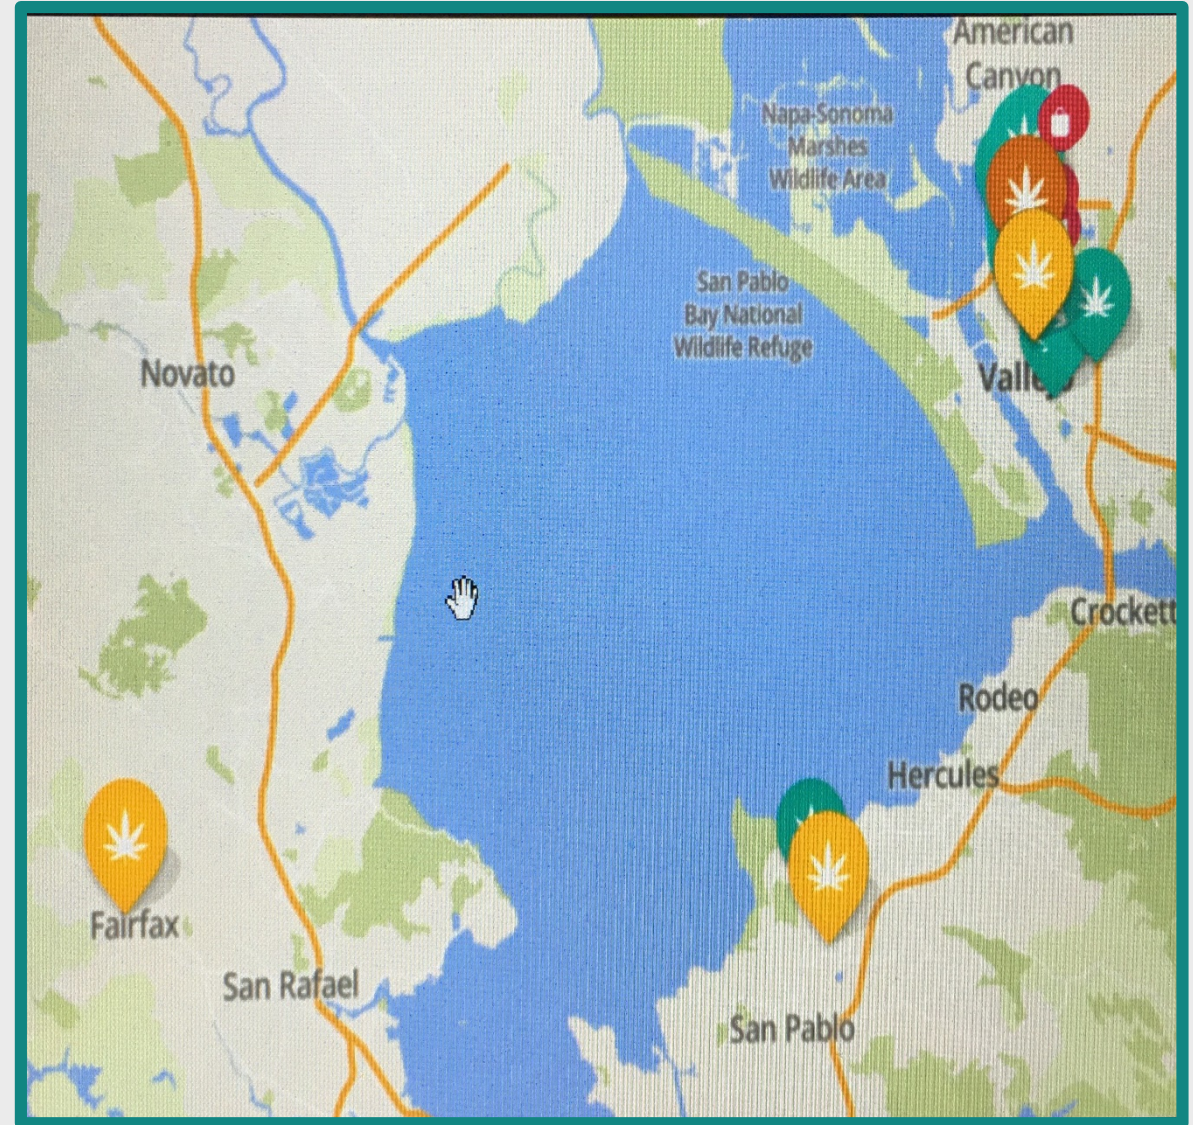 American
Canyon
Napa-Sonoma
Marshes
Wildlife Area
San Pablo
Bay National
Wildlife Refuge
Novato
Vallejo
Crockett
Rodeo
Hercules
Fairfax
San Rafael
San Pablo